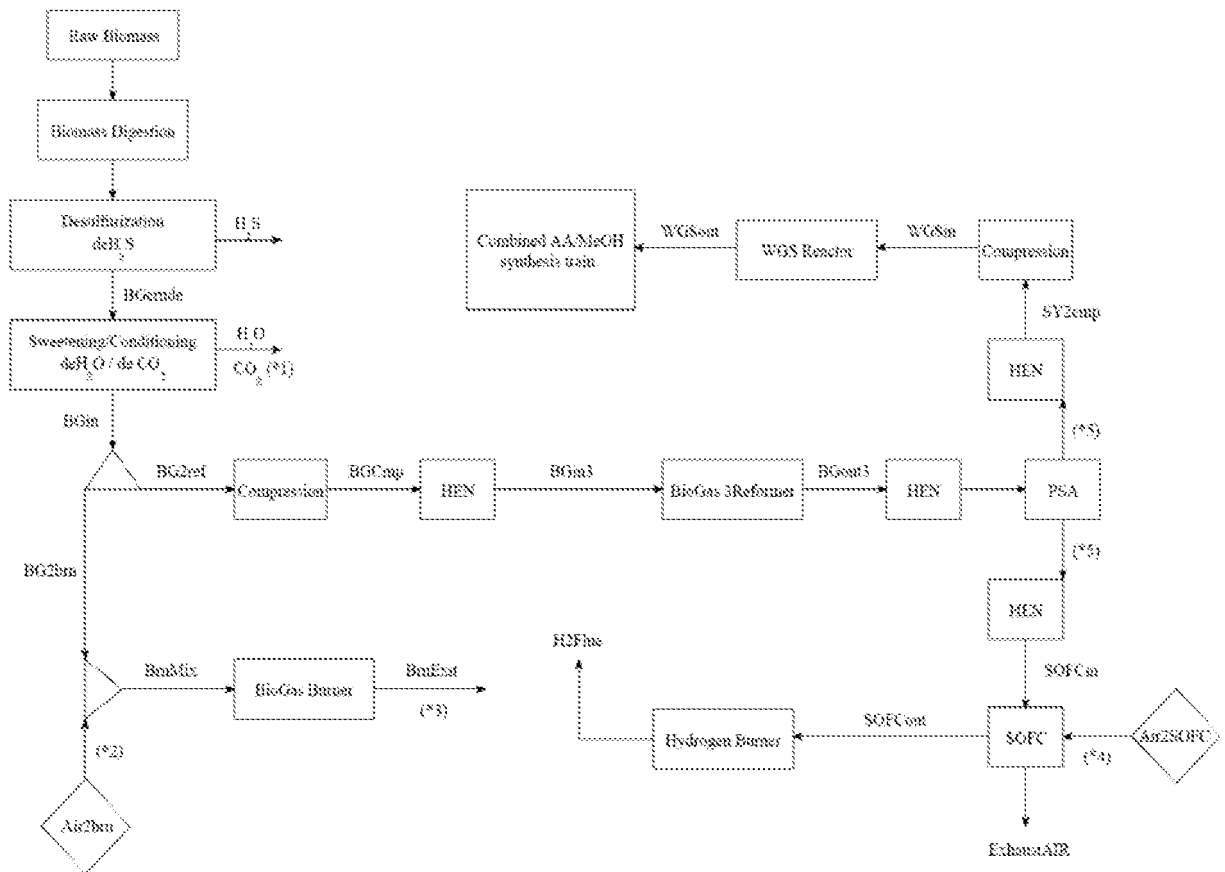 Raw Biomass
Biomass Digestion
Desulfurization
deH2S
H2S
BGcrude
Sweetening/Conditioning
deH2O / de CO2
H2O
CO2 (*1)
BGin
Combined AA/MeOH
synthesis train
WGSout
WGS Reactor
WGSin
Compression
SY2cmp
HEN
(*5)
BG2ref
Compression
BGCmp
HEN
BGin3
BioGas 3Reformer
BGout3
HEN
PSA
(*5)
HEN
BG2brn
SOFCin
BrnMix
BioGas Burner
BrnExst
(*3)
H2Flue
Hydrogen Burner
SOFCout
SOFC
(*4)
Air2SOFC
ExhaustAIR
(*2)
Air2brn